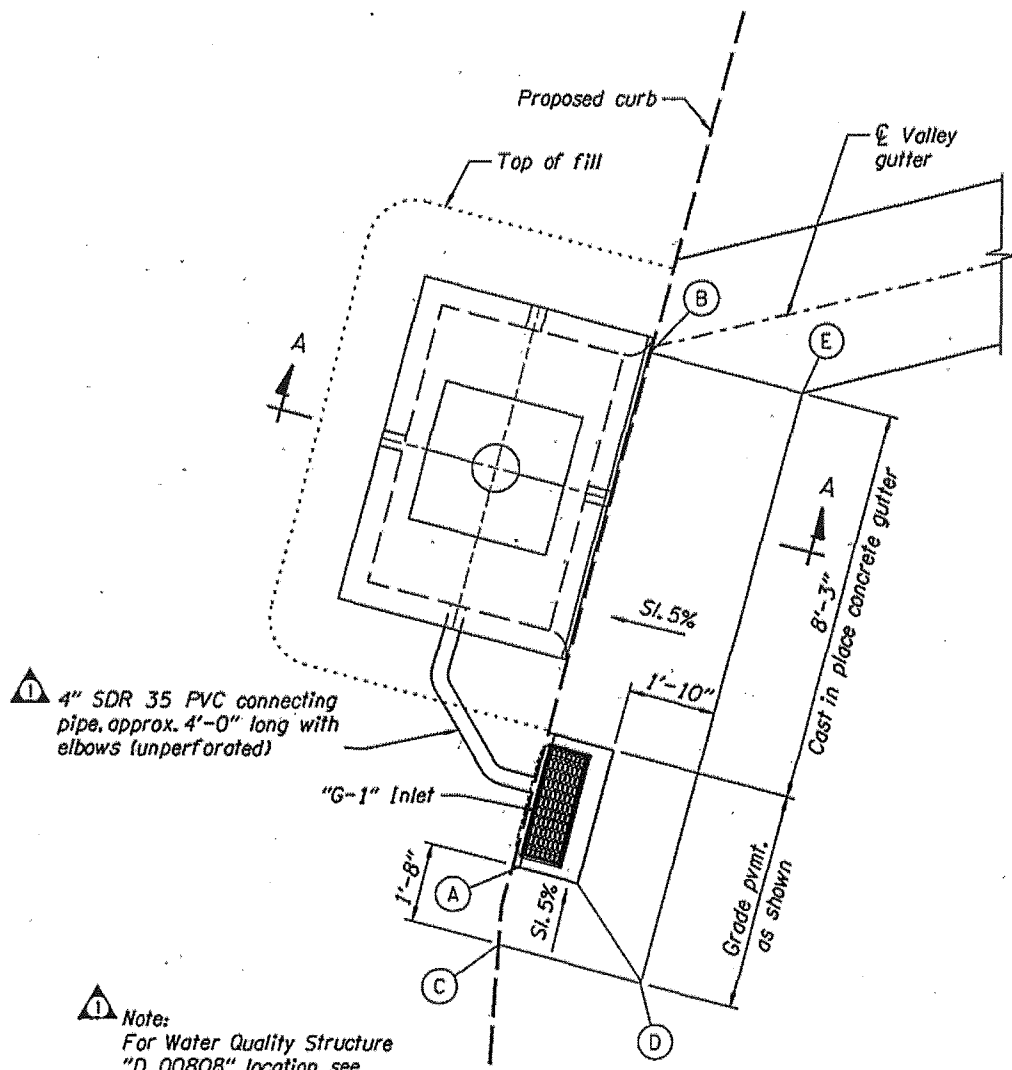 Proposed curb
℄ Valley
gutter
Top of fill
B
E
A
A
8'-3"
Cast in place concrete gutter
Sl. 5%
1'-10"
1
4" SDR 35 PVC connecting
pipe, approx. 4'-0" long with
elbows (unperforated)
"G-1" Inlet
1'-8"
A
Sl. 5%
Grade pvmt.
as shown
C
D
1
Note:
For Water Quality Structure
"D 00808" location see